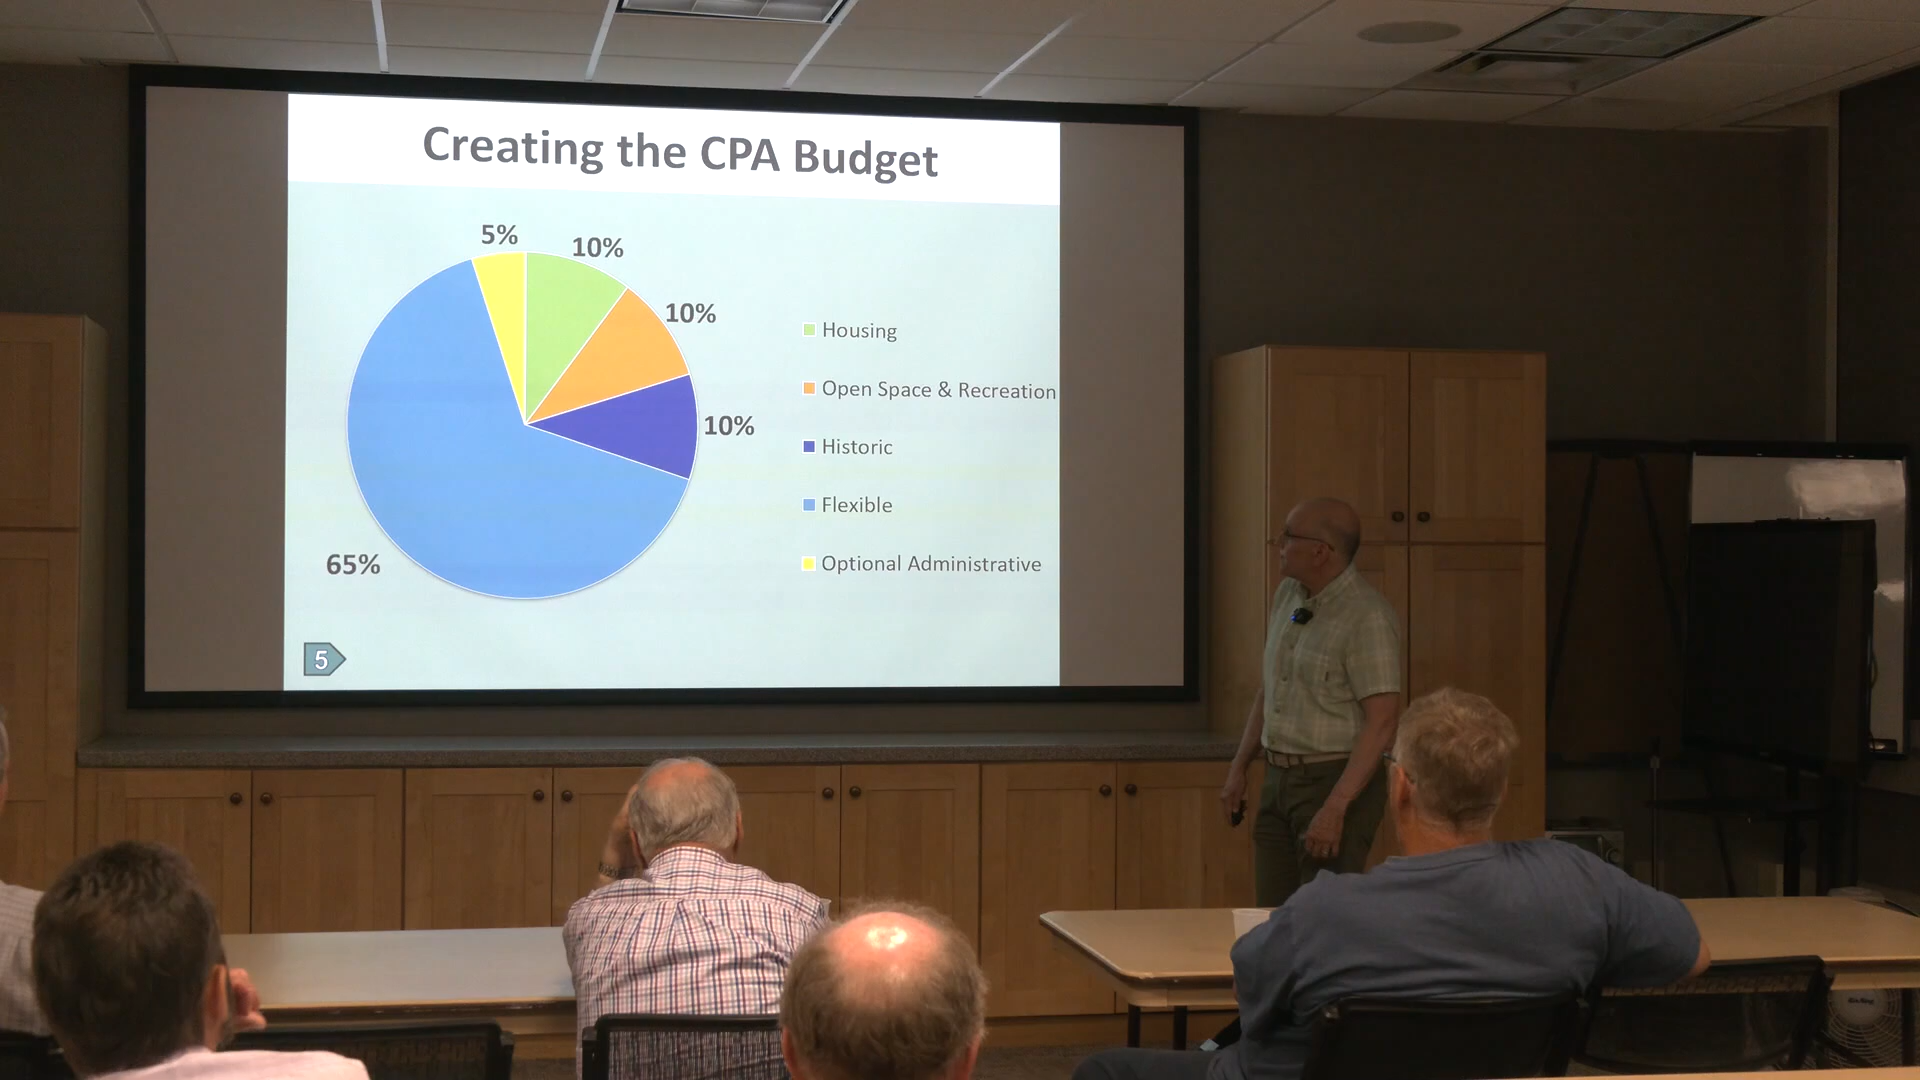 Creating the CPA Budget
5%
10%
10%
10%
65%
Housing
Open Space & Recreation
Historic
Flexible
Optional Administrative
5